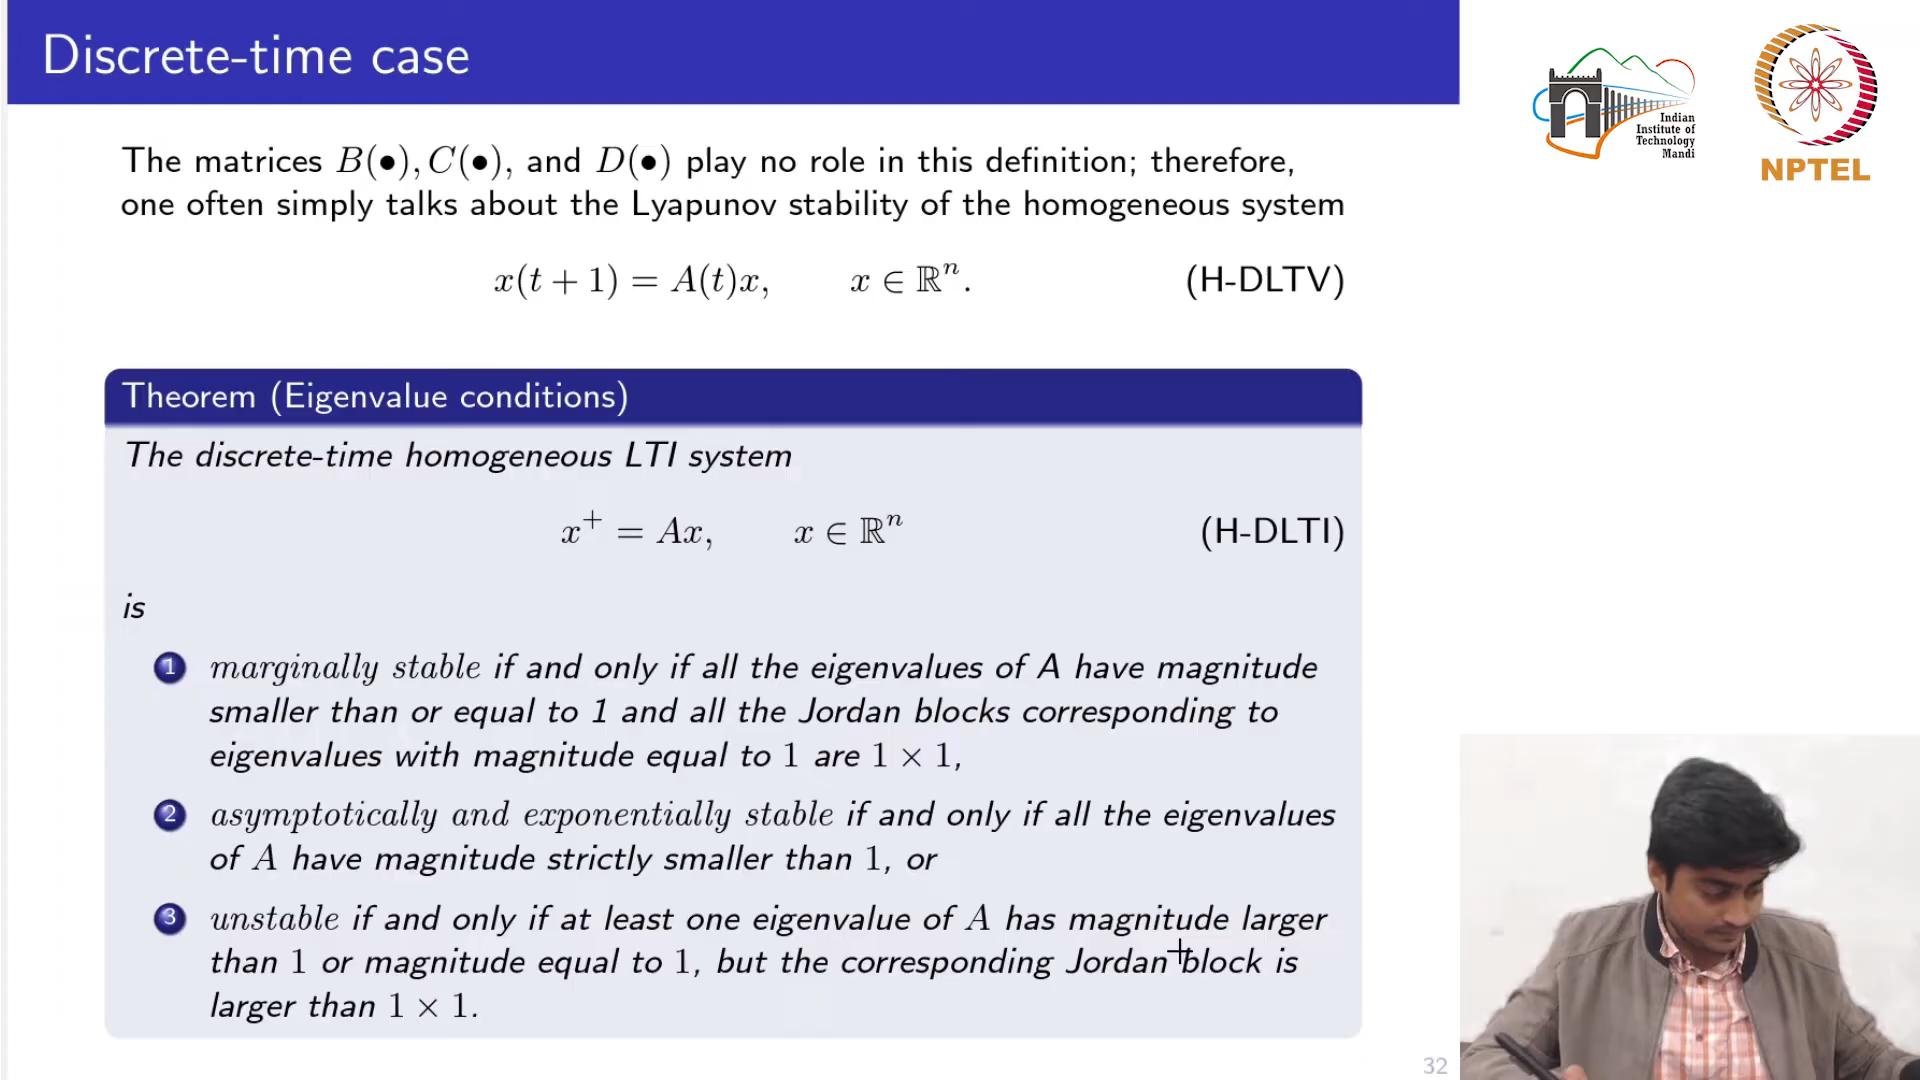 Discrete-time case
Indian
Institute of
Technology
Mandi
NPTEL
The matrices B(•), C(•), and D(•) play no role in this definition; therefore,
one often simply talks about the Lyapunov stability of the homogeneous system
x(t + 1) = A(t)x, x ∈ ℝⁿ. (H-DLTV)
Theorem (Eigenvalue conditions)
The discrete-time homogeneous LTI system
x⁺ = Ax, x ∈ ℝⁿ (H-DLTI)
is
1 marginally stable if and only if all the eigenvalues of A have magnitude
smaller than or equal to 1 and all the Jordan blocks corresponding to
eigenvalues with magnitude equal to 1 are 1 × 1,
2 asymptotically and exponentially stable if and only if all the eigenvalues
of A have magnitude strictly smaller than 1, or
3 unstable if and only if at least one eigenvalue of A has magnitude larger
than 1 or magnitude equal to 1, but the corresponding Jordan block is
larger than 1 × 1.
32